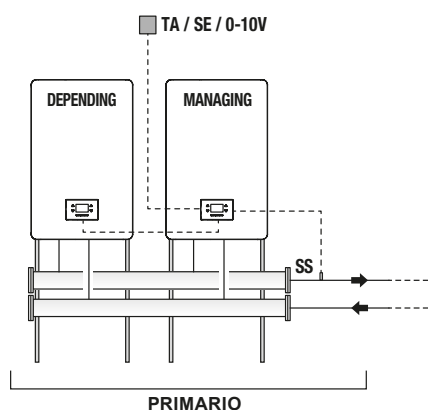 TA / SE / 0-10V
DEPENDING
MANAGING
SS
PRIMARIO